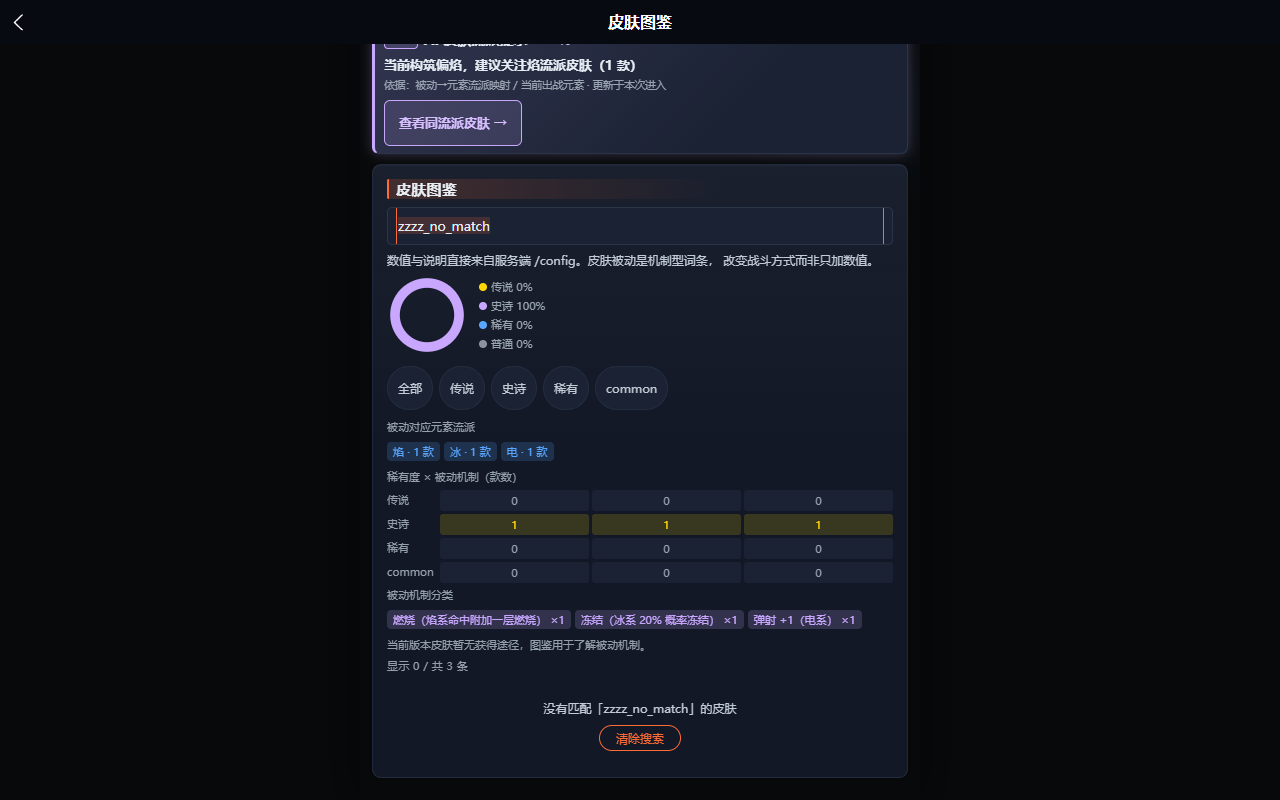 皮肤图鉴
当前构筑偏焰，建议关注焰流派皮肤（1 款）
依据：被动→元素流派映射 / 当前出战元素 · 更新于本次进入
查看同流派皮肤 →
皮肤图鉴
zzzz_no_match
数值与说明直接来自服务端 /config。皮肤被动是机制型词条， 改变战斗方式而非只加数值。
传说 0%
史诗 100%
稀有 0%
普通 0%
全部 传说 史诗 稀有 common
被动对应元素流派
焰 · 1 款 冰 · 1 款 电 · 1 款
稀有度 × 被动机制（款数）
传说 0 0 0
史诗 1 1 1
稀有 0 0 0
common 0 0 0
被动机制分类
燃烧（焰系命中附加一层燃烧） ×1 冻结（冰系 20% 概率冻结） ×1 弹射 +1（电系） ×1
当前版本皮肤暂无获得途径，图鉴用于了解被动机制。
显示 0 / 共 3 条
没有匹配「zzzz_no_match」的皮肤
清除搜索